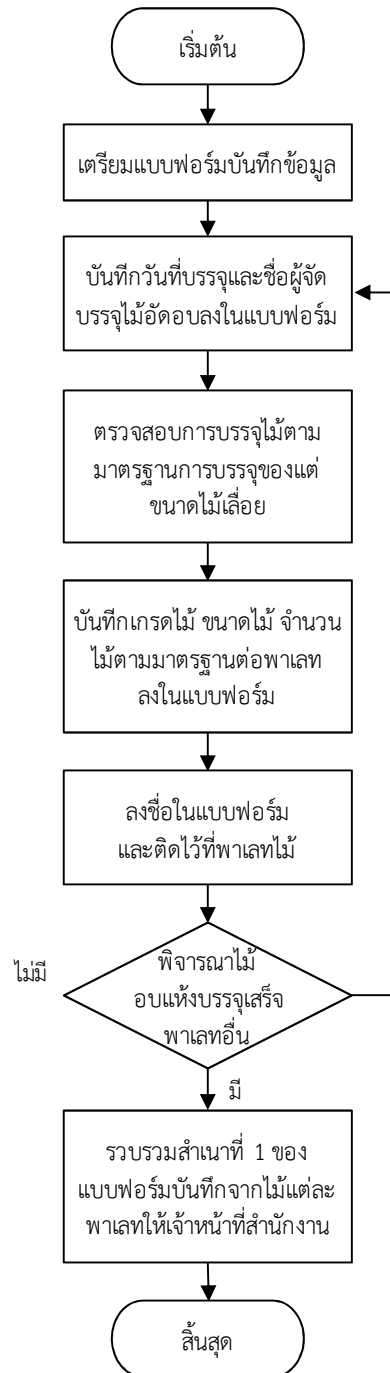 เริ่มต้น
เตรียมแบบฟอร์มบันทึกข้อมูล
บันทึกวันที่บรรจุและชื่อผู้จัด
บรรจุไม้อัดอบลงในแบบฟอร์ม
ตรวจสอบการบรรจุไม้ตาม
มาตรฐานการบรรจุของแต่
ขนาดไม้เลื่อย
บันทึกเกรดไม้ ขนาดไม้ จำนวน
ไม้ตามมาตรฐานต่อพาเลท
ลงในแบบฟอร์ม
ลงชื่อในแบบฟอร์ม
และติดไว้ที่พาเลทไม้
ไม่มี
พิจารณาไม้
อบแห้งบรรจุเสร็จ
พาเลทอื่น
มี
รวบรวมสำเนาที่ 1 ของ
แบบฟอร์มบันทึกจากไม้แต่ละ
พาเลทให้เจ้าหน้าที่สำนักงาน
สิ้นสุด